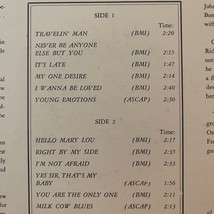 SIDE 1
Time:
TRAVELIN' MAN (BMI) 2:20
NEVER BE ANYONE
ELSE BUT YOU (BMI) 2:15
IT'S LATE (BMI) 1:47
MY ONE DESIRE (BMI) 2:14
I WANNA BE LOVED (BMI) 2:40
YOUNG EMOTIONS (ASCAP) 2:30
SIDE 2
Time:
HELLO MARY LOU (BMI) 2:17
RIGHT BY MY SIDE (BMI) 2:35
I'M NOT AFRAID (BMI) 2:33
YES SIR, THAT'S MY
BABY (ASCAP) 1:56
YOU ARE THE ONLY ONE (BMI) 2:11
MILK COW BLUES (ASCAP) 2:13